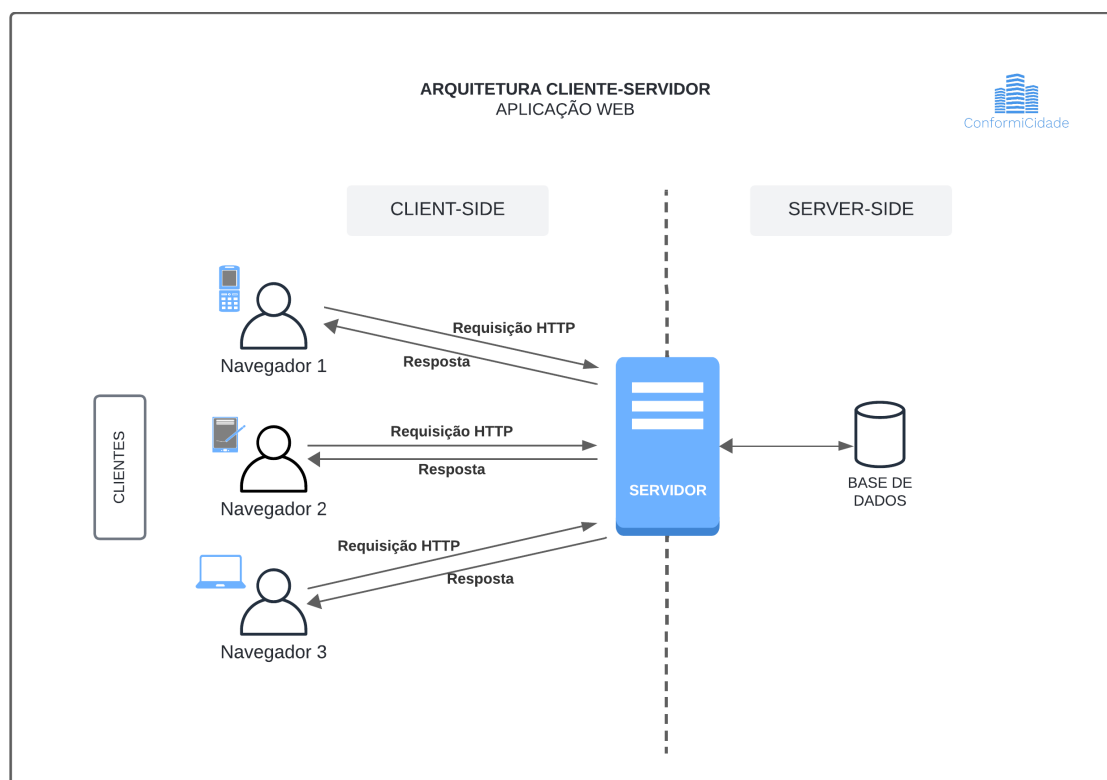 ARQUITETURA CLIENTE-SERVIDOR
APLICAÇÃO WEB
ConformiCidade
CLIENT-SIDE
SERVER-SIDE
Requisição HTTP
Resposta
Navegador 1
CLIENTES
Requisição HTTP
Resposta
Navegador 2
SERVIDOR
BASE DE
DADOS
Requisição HTTP
Resposta
Navegador 3